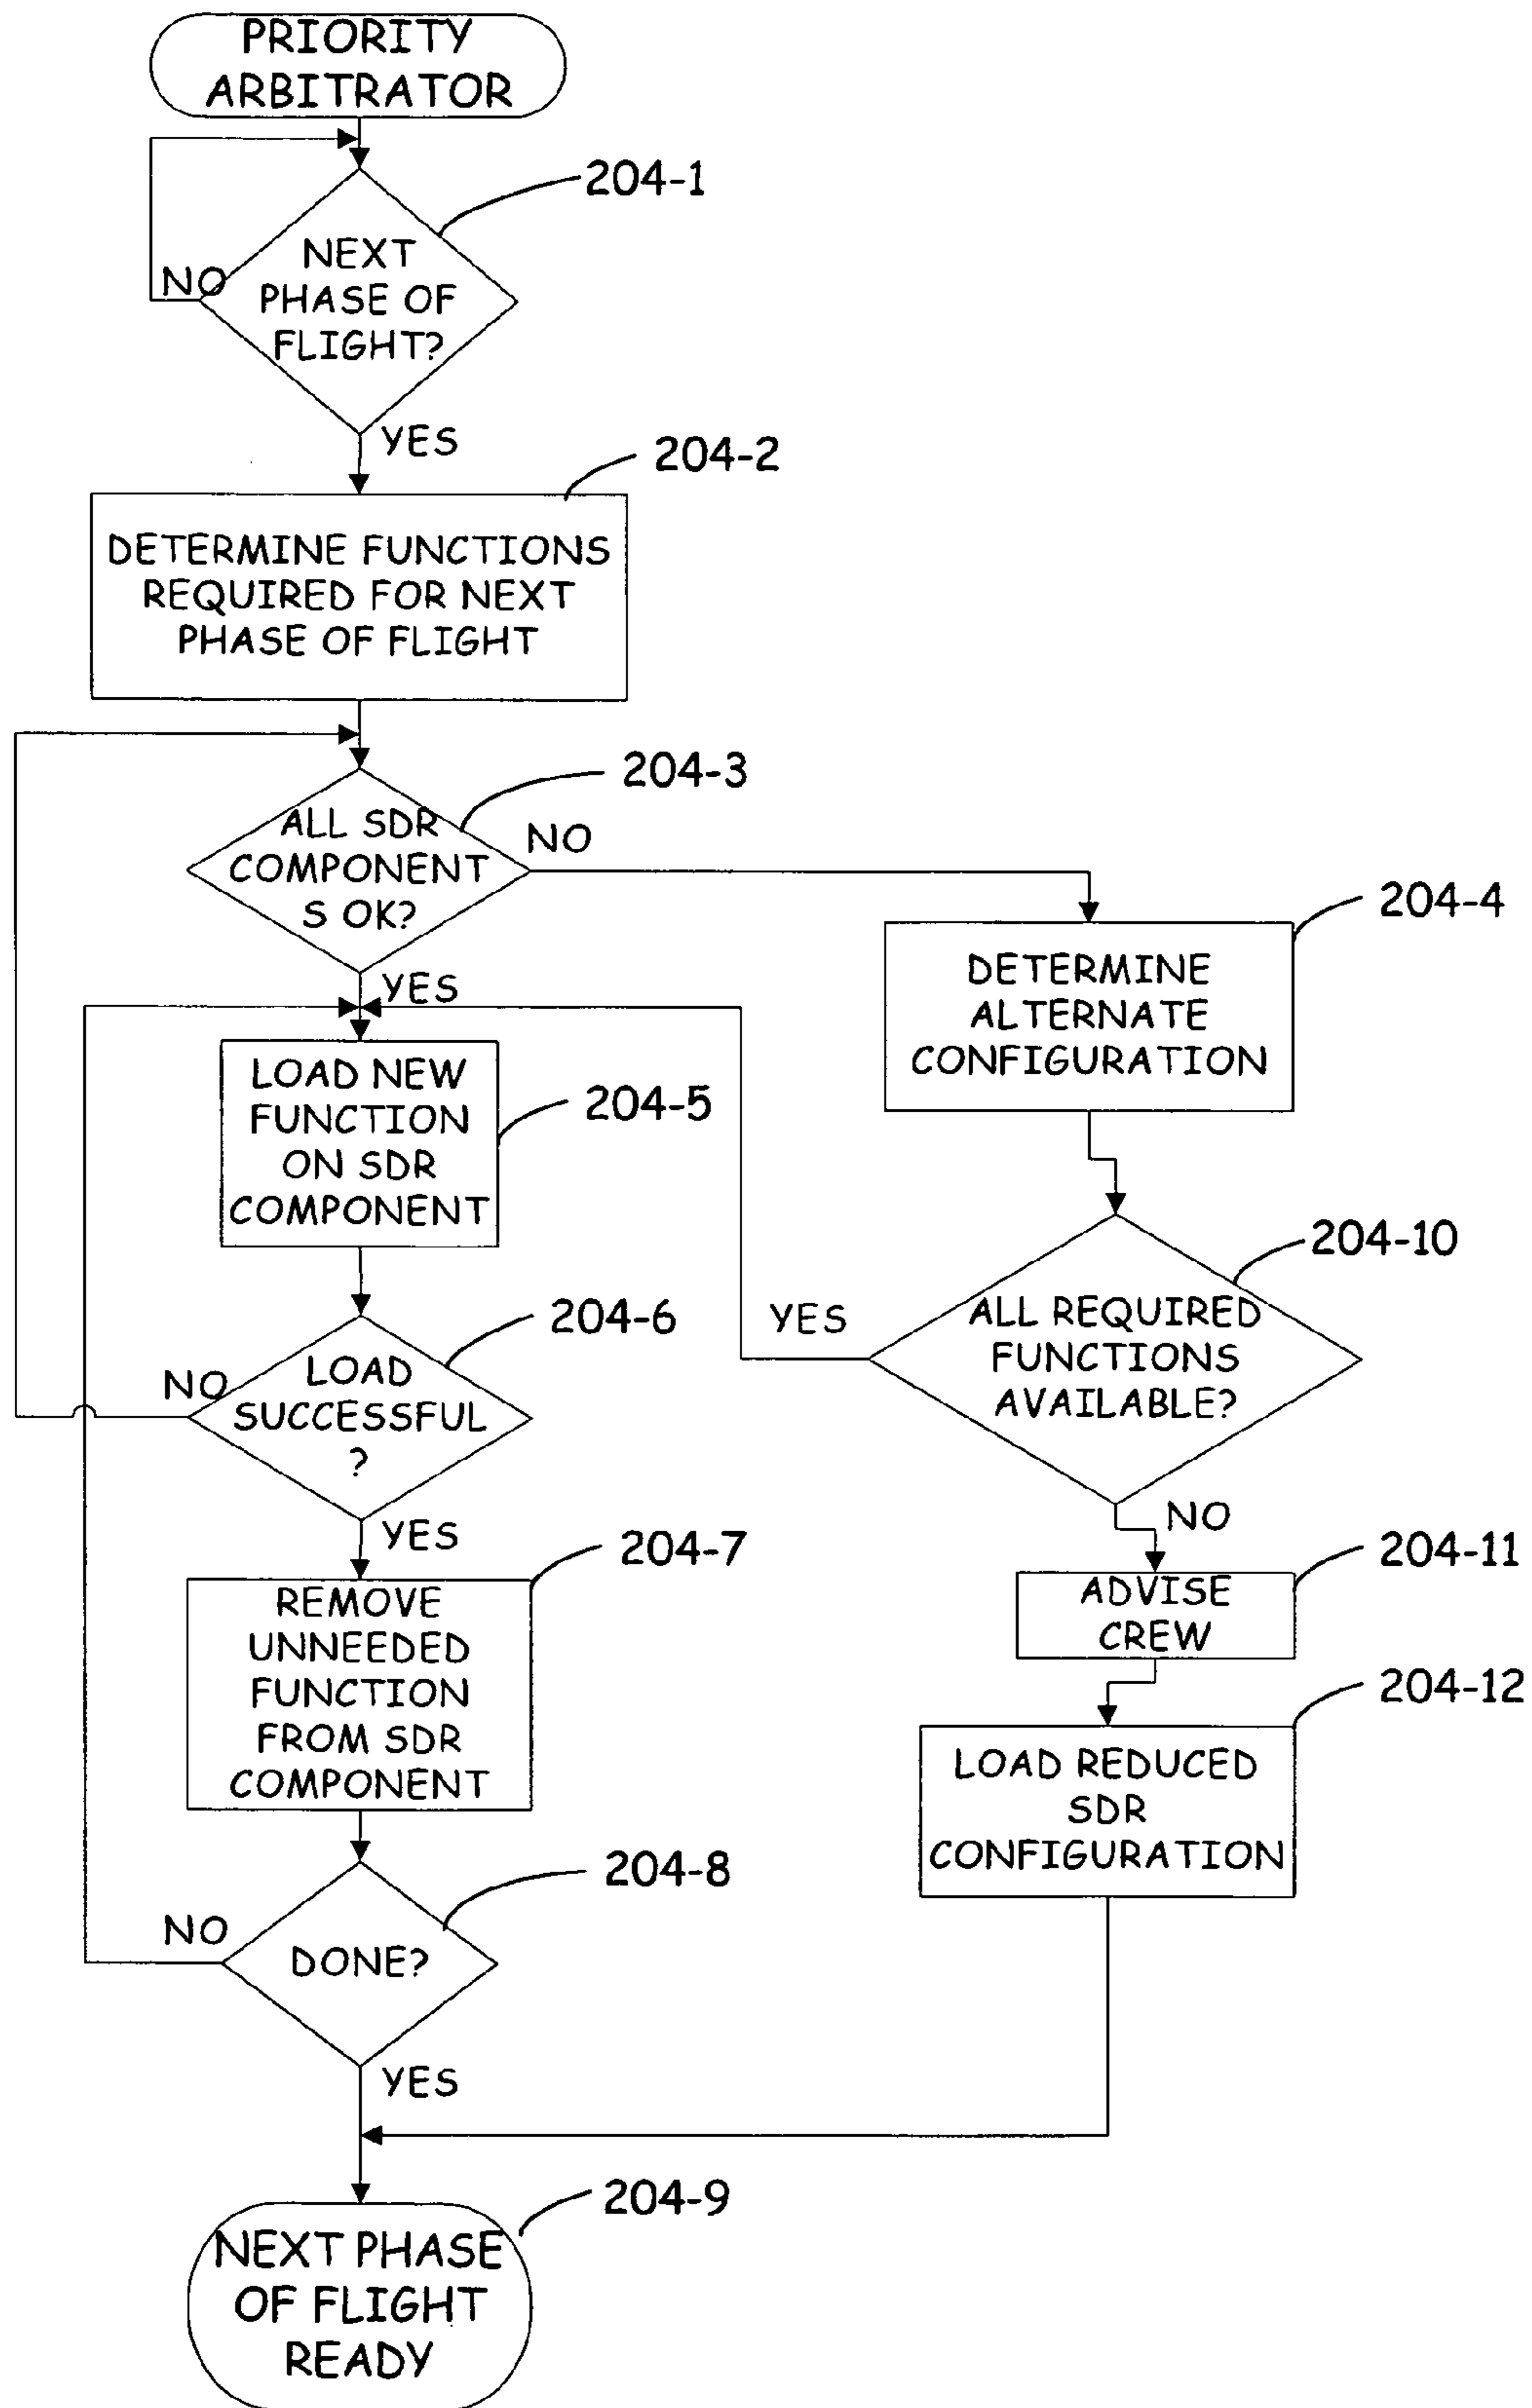 PRIORITY
ARBITRATOR
204-1
NO
NEXT
PHASE OF
FLIGHT?
YES
204-2
DETERMINE FUNCTIONS
REQUIRED FOR NEXT
PHASE OF FLIGHT
204-3
ALL SDR
COMPONENT
S OK?
NO
YES
204-4
DETERMINE
ALTERNATE
CONFIGURATION
LOAD NEW
FUNCTION
ON SDR
COMPONENT
204-5
204-10
ALL REQUIRED
FUNCTIONS
AVAILABLE?
YES
NO
204-6
NO
LOAD
SUCCESSFUL
?
YES
204-7
REMOVE
UNNEEDED
FUNCTION
FROM SDR
COMPONENT
204-11
ADVISE
CREW
204-12
LOAD REDUCED
SDR
CONFIGURATION
204-8
NO
DONE?
YES
204-9
NEXT PHASE
OF FLIGHT
READY